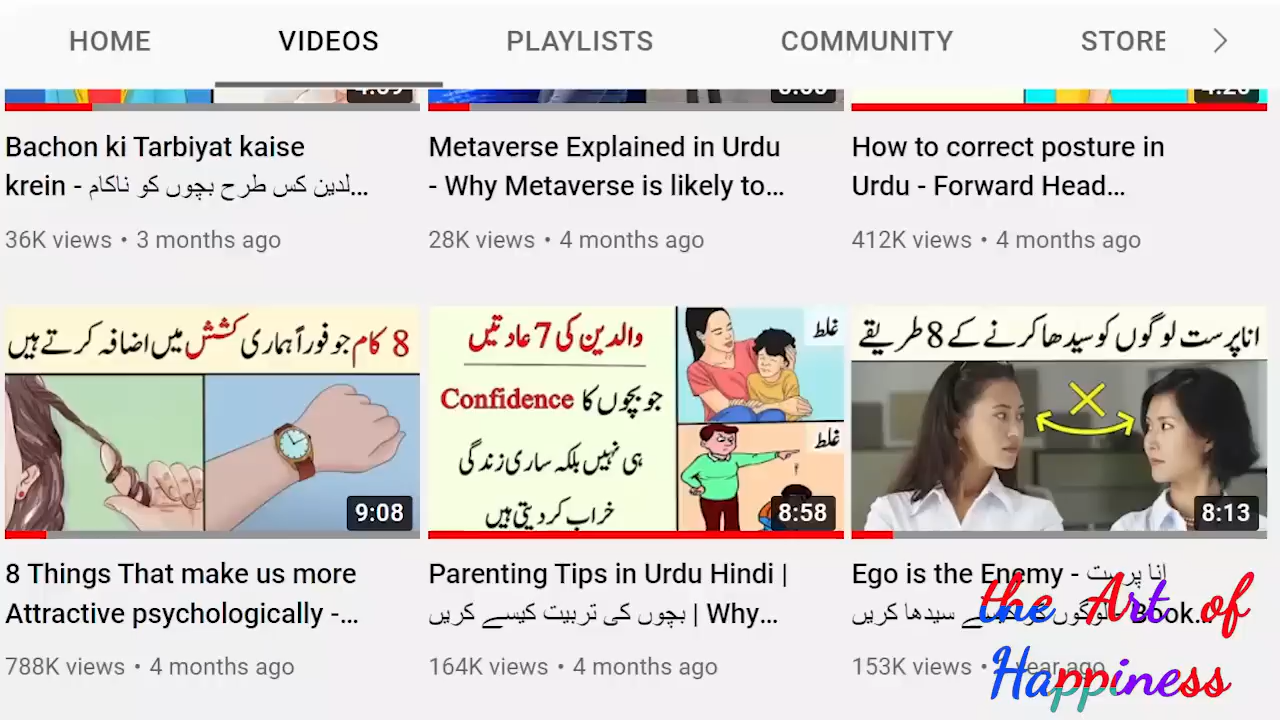 HOME VIDEOS PLAYLISTS COMMUNITY STORE
Bachon ki Tarbiyat kaise
krein - لدین کس طرح بچوں کو ناکام...
36K views • 3 months ago
Metaverse Explained in Urdu
- Why Metaverse is likely to...
28K views • 4 months ago
How to correct posture in
Urdu - Forward Head...
412K views • 4 months ago
8 کام جو فوراً ہماری کشش میں اضافہ کرتے ہیں
9:08
8 Things That make us more
Attractive psychologically -...
788K views • 4 months ago
والدین کی 7 عادتیں
جو بچوں کا Confidence
ہی نہیں بلکہ ساری زندگی
خراب کر دیتی ہیں
غلط
غلط
8:58
Parenting Tips in Urdu Hindi |
بچوں کی تربیت کیسے کریں | Why...
164K views • 4 months ago
انا پرست لوگوں کو سیدھا کرنے کے 8 طریقے
8:13
Ego is the Enemy - انا پرست
لوگوں کو کیسے سیدھا کریں - Book...
153K views • 1 year ago
the Art of
Happiness